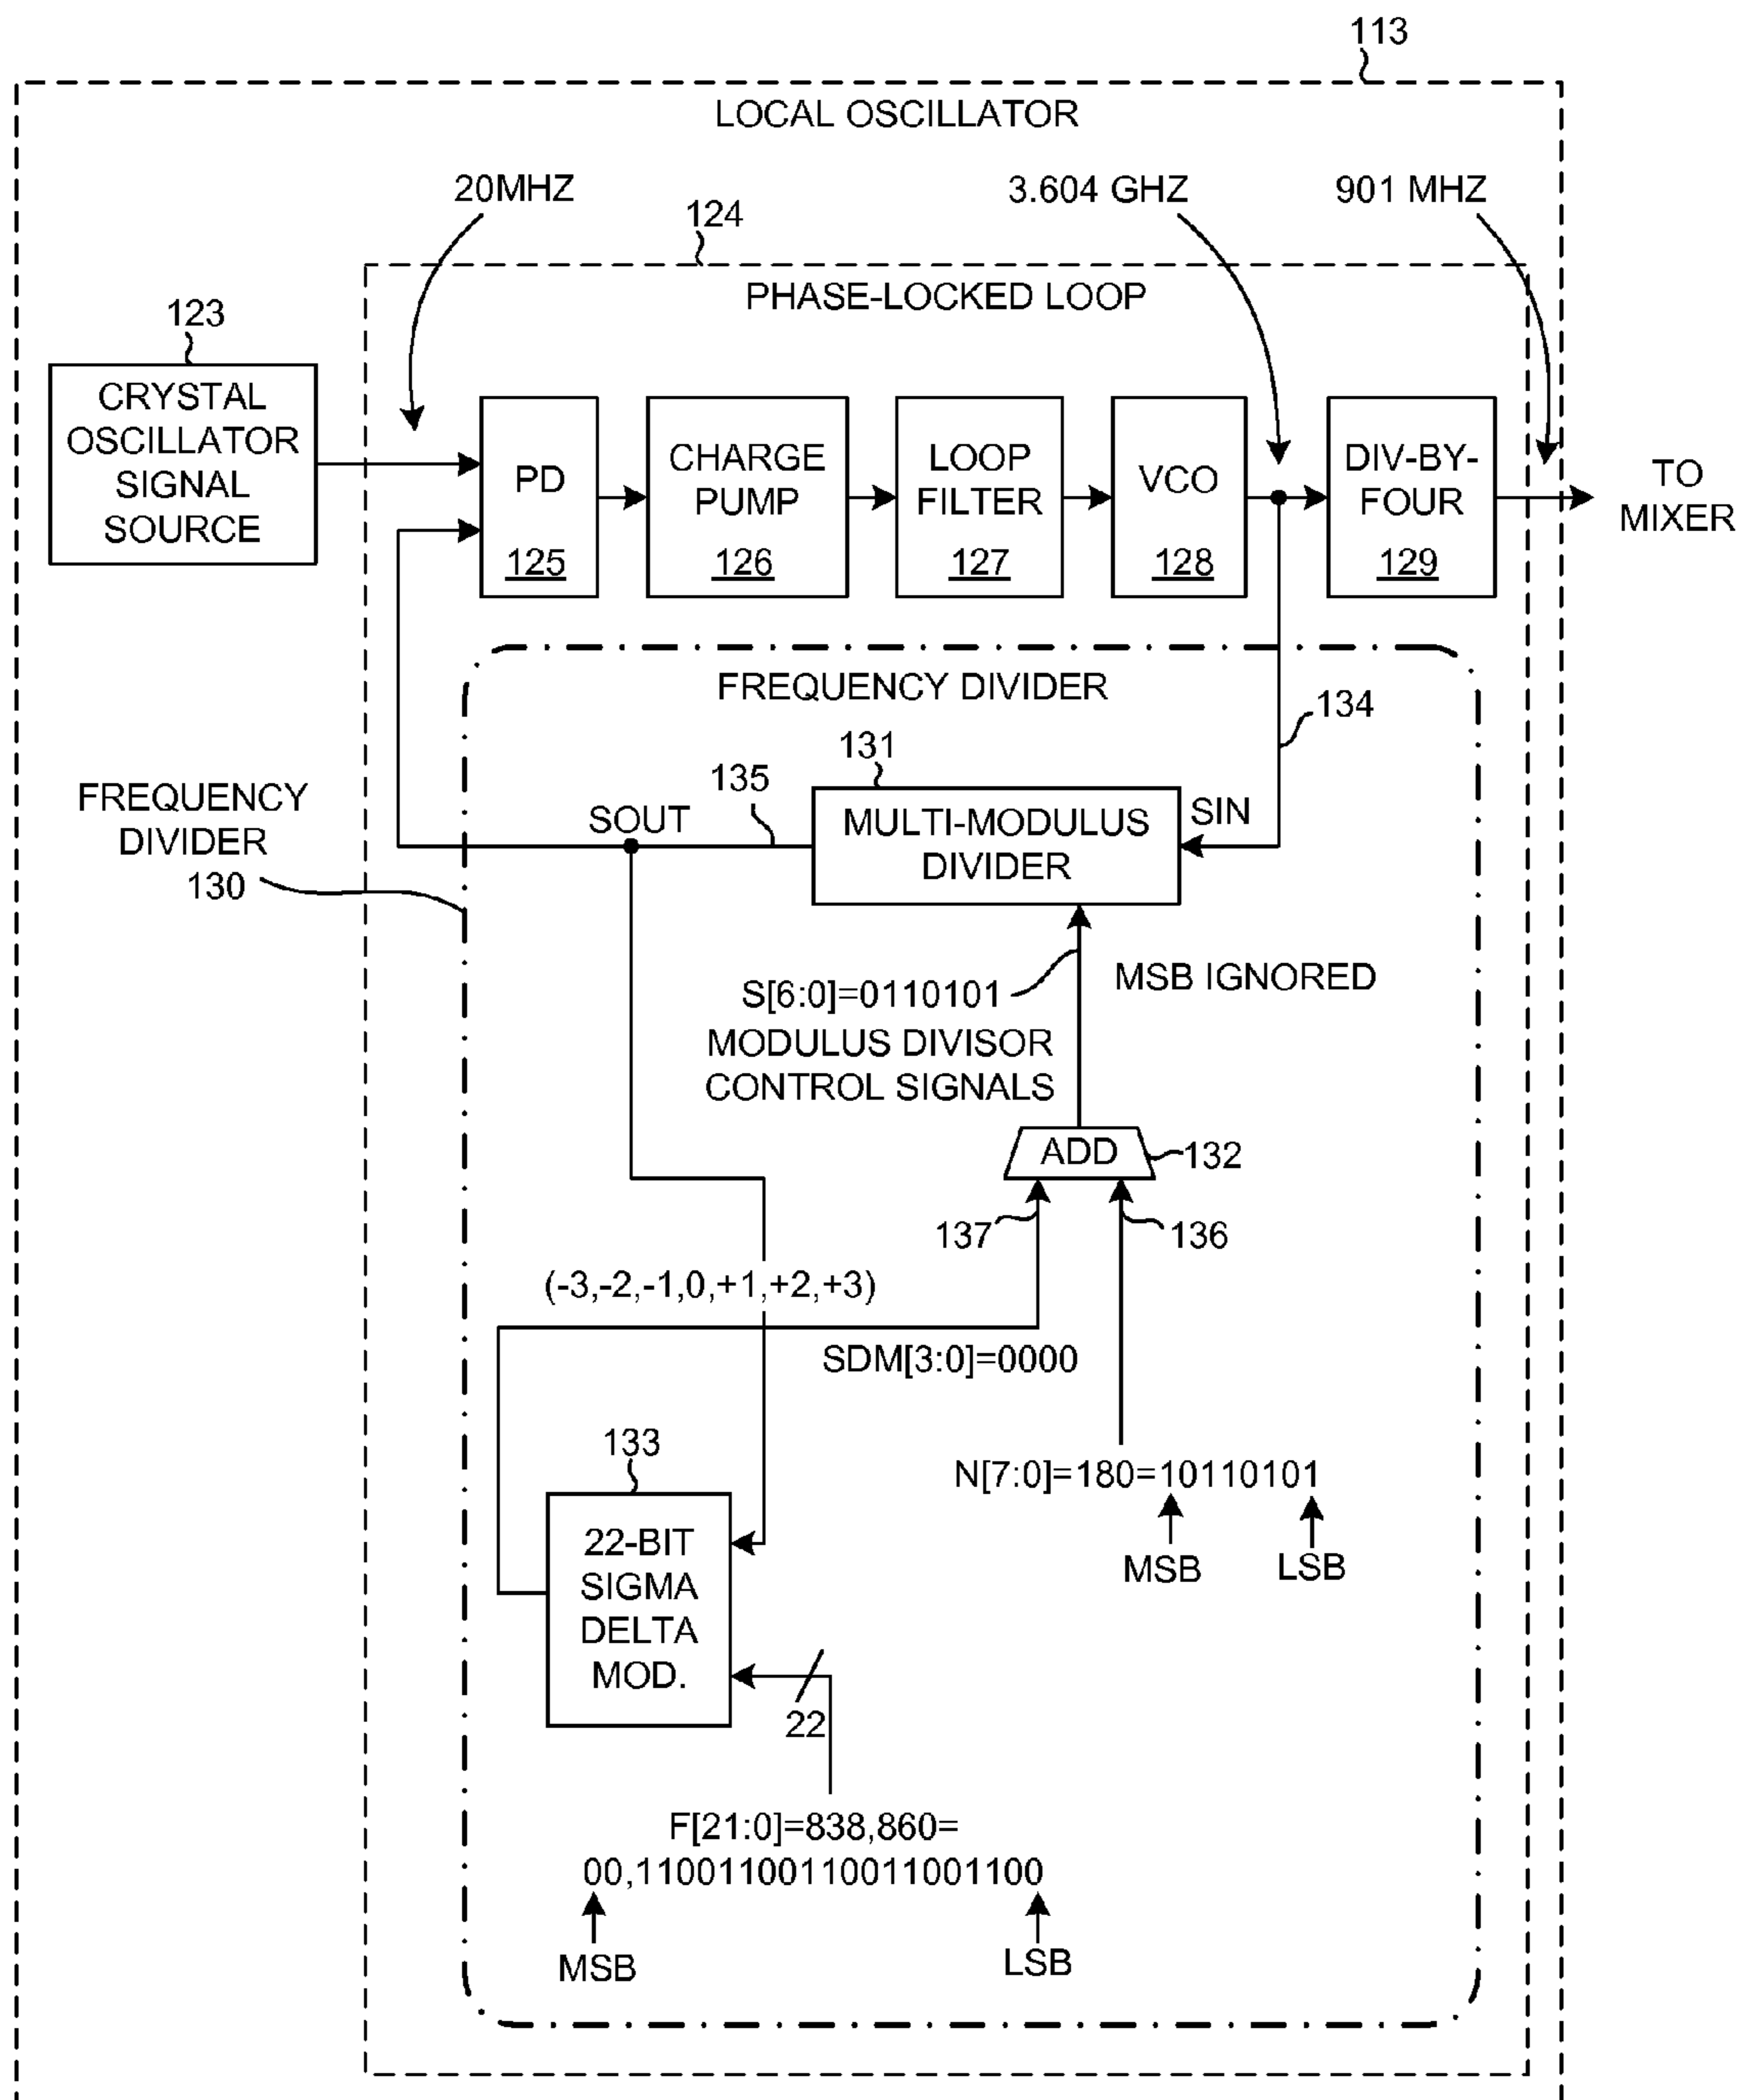 113
LOCAL OSCILLATOR
20MHZ
3.604 GHZ
901 MHZ
124
PHASE-LOCKED LOOP
123
CRYSTAL
OSCILLATOR
SIGNAL
SOURCE
PD
125
CHARGE
PUMP
126
LOOP
FILTER
127
VCO
128
DIV-BY-
FOUR
129
TO
MIXER
FREQUENCY DIVIDER
134
131
135
SOUT
MULTI-MODULUS
DIVIDER
SIN
FREQUENCY
DIVIDER
130
S[6:0]=0110101
MSB IGNORED
MODULUS DIVISOR
CONTROL SIGNALS
ADD
132
137
136
(-3,-2,-1,0,+1,+2,+3)
SDM[3:0]=0000
133
N[7:0]=180=10110101
MSB
LSB
22-BIT
SIGMA
DELTA
MOD.
22
F[21:0]=838,860=
00,11001100110011001100
MSB
LSB